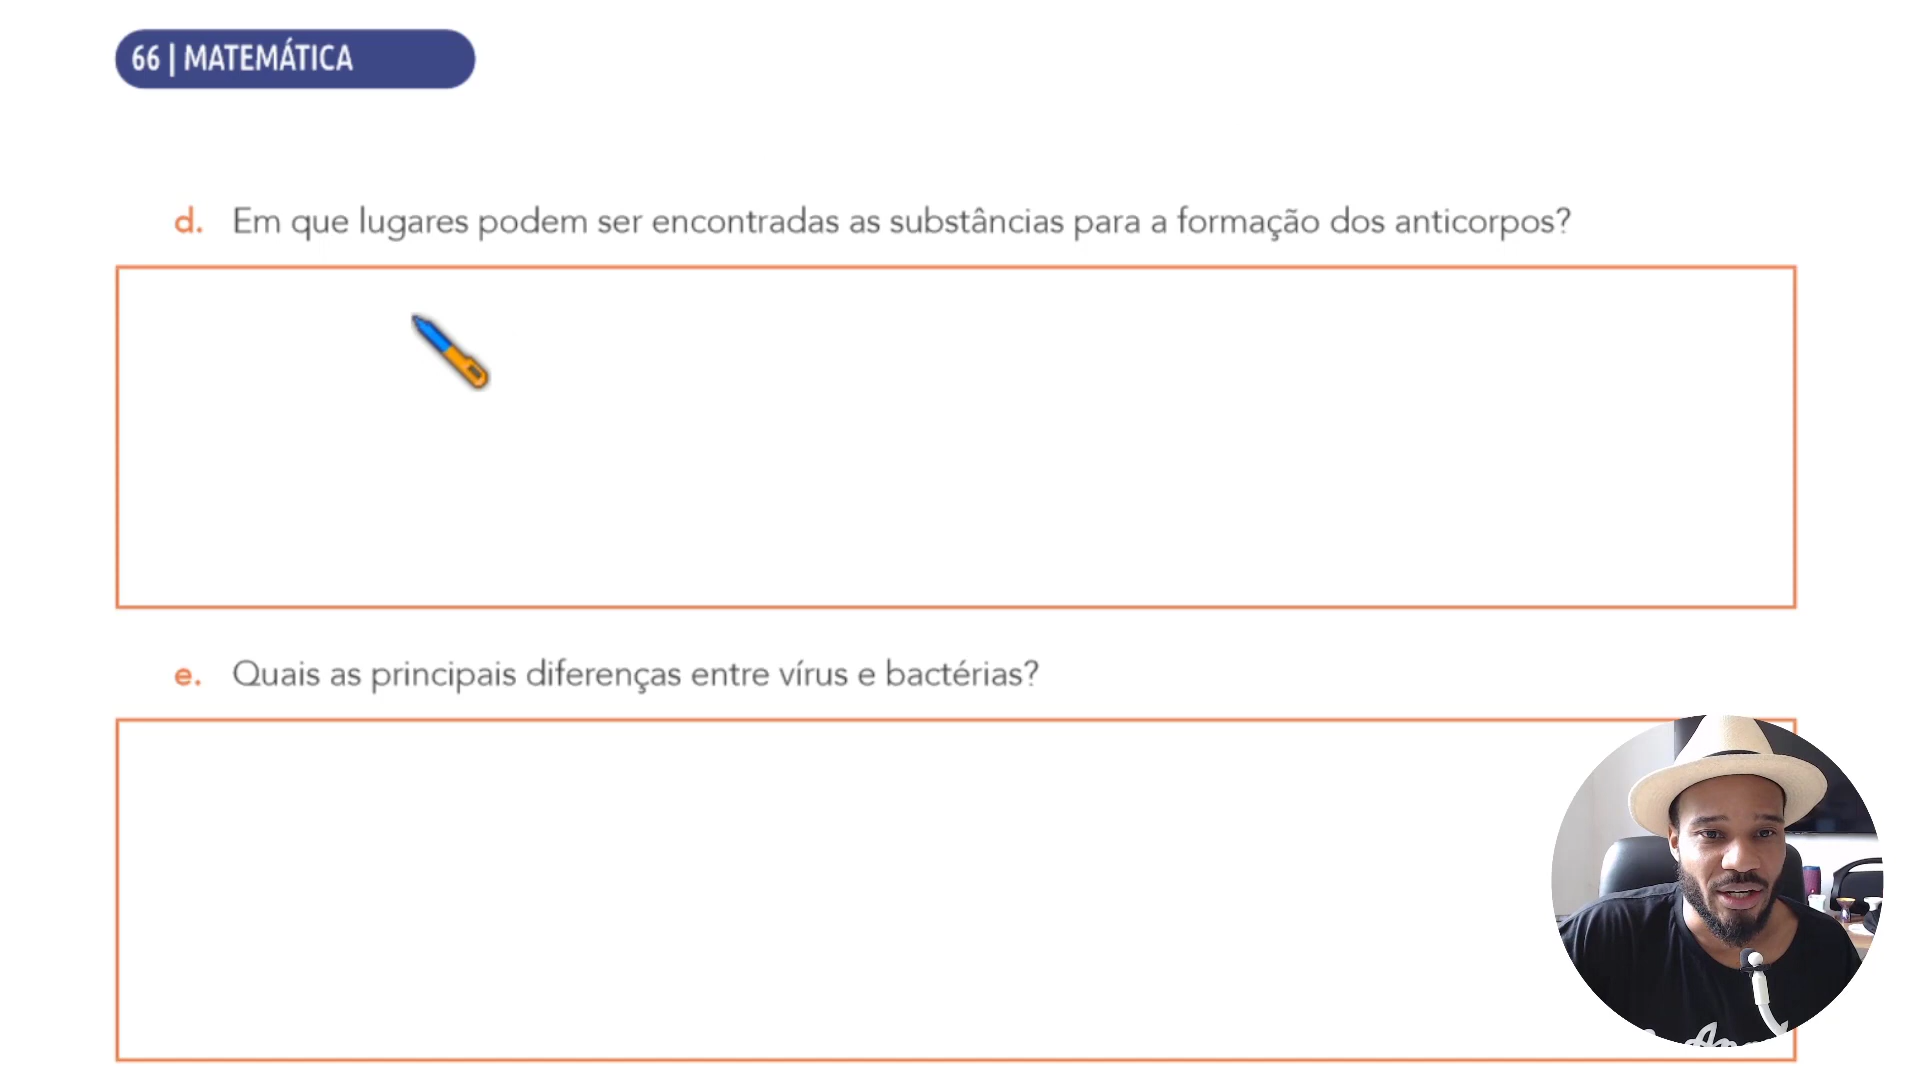 66 | MATEMÁTICA
d. Em que lugares podem ser encontradas as substâncias para a formação dos anticorpos?
e. Quais as principais diferenças entre vírus e bactérias?